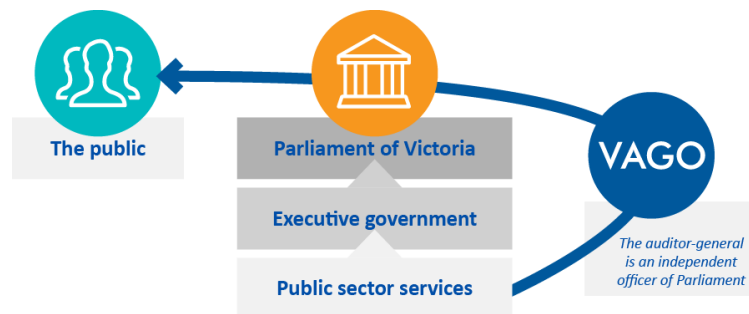 The public
Parliament of Victoria
Executive government
Public sector services
VAGO
The auditor-general
is an independent
officer of Parliament